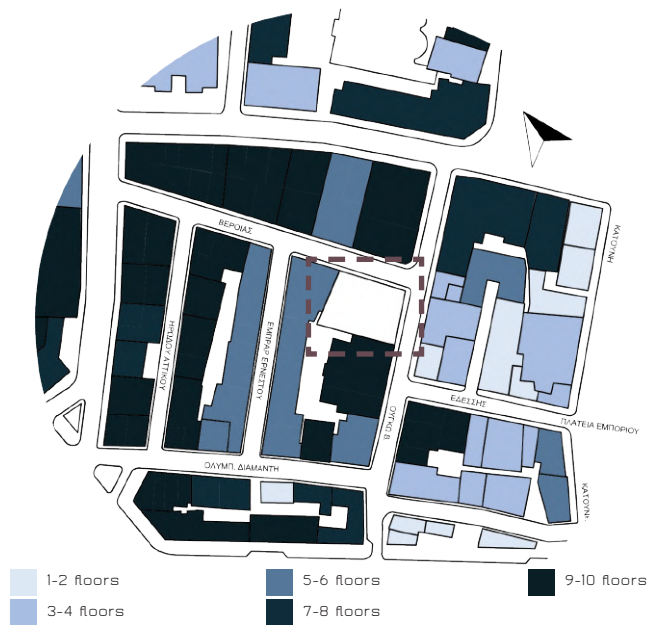 ΒΕΡΟΙΑΣ
ΚΑΤΟΥΝΗ
ΗΡΩΔΟΥ ΑΤΤΙΚΟΥ
ΕΜΠΡΑΡ ΕΡΝΕΣΤΟΥ
ΟΥΓΚΩ Β.
ΕΔΕΣΣΗΣ
ΠΛΑΤΕΙΑ ΕΜΠΟΡΙΟΥ
ΟΛΥΜΠ. ΔΙΑΜΑΝΤΗ
1-2 floors
5-6 floors
9-10 floors
3-4 floors
7-8 floors